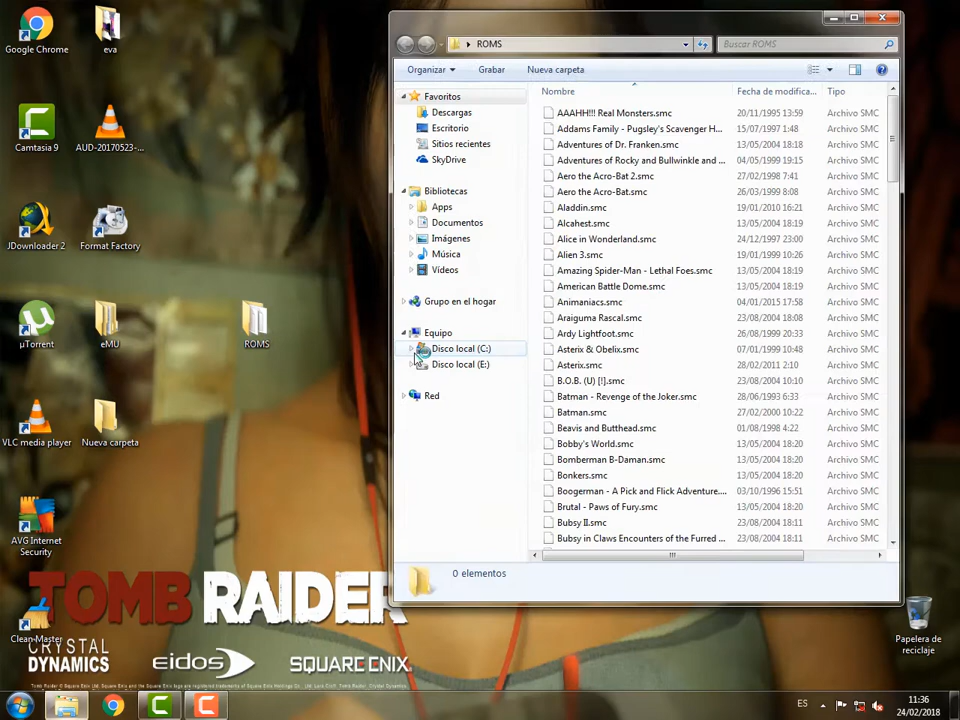 Google Chrome
eva
Camtasia 9
AUD-20170523-...
JDownloader 2
Format Factory
µTorrent
eMU
ROMS
VLC media player
Nueva carpeta
AVG Internet
Security
Clean Master
Papelera de
reciclaje
TOMB RAIDER
CRYSTAL
DYNAMICS
eidos
SQUARE ENIX
ROMS
Buscar ROMS
Organizar
Grabar
Nueva carpeta
Favoritos
Descargas
Escritorio
Sitios recientes
SkyDrive
Bibliotecas
Apps
Documentos
Imágenes
Música
Vídeos
Grupo en el hogar
Equipo
Disco local (C:)
Disco local (E:)
Red
Nombre Fecha de modifica... Tipo
AAAHH!!! Real Monsters.smc 20/11/1995 13:59 Archivo SMC
Addams Family - Pugsley's Scavenger H... 15/07/1997 1:48 Archivo SMC
Adventures of Dr. Franken.smc 13/05/2004 18:18 Archivo SMC
Adventures of Rocky and Bullwinkle and ... 04/05/1999 19:15 Archivo SMC
Aero the Acro-Bat 2.smc 27/02/1998 7:41 Archivo SMC
Aero the Acro-Bat.smc 26/03/1999 8:08 Archivo SMC
Aladdin.smc 19/01/2010 16:21 Archivo SMC
Alcahest.smc 13/05/2004 18:18 Archivo SMC
Alice in Wonderland.smc 24/12/1997 23:00 Archivo SMC
Alien 3.smc 19/01/1999 10:26 Archivo SMC
Amazing Spider-Man - Lethal Foes.smc 13/05/2004 18:19 Archivo SMC
American Battle Dome.smc 13/05/2004 18:19 Archivo SMC
Animaniacs.smc 04/01/2015 17:58 Archivo SMC
Araiguma Rascal.smc 23/08/2004 18:08 Archivo SMC
Ardy Lightfoot.smc 26/08/1999 20:33 Archivo SMC
Asterix & Obelix.smc 07/01/1999 10:48 Archivo SMC
Asterix.smc 28/02/2011 2:10 Archivo SMC
B.O.B. (U) [!].smc 23/08/2004 10:10 Archivo SMC
Batman - Revenge of the Joker.smc 28/06/1993 6:33 Archivo SMC
Batman.smc 27/02/2000 10:22 Archivo SMC
Beavis and Butthead.smc 01/08/1998 4:22 Archivo SMC
Bobby's World.smc 13/05/2004 18:20 Archivo SMC
Bomberman B-Daman.smc 13/05/2004 18:20 Archivo SMC
Bonkers.smc 13/05/2004 18:20 Archivo SMC
Boogerman - A Pick and Flick Adventure.... 03/10/1996 15:51 Archivo SMC
Brutal - Paws of Fury.smc 13/05/2004 18:20 Archivo SMC
Bubsy II.smc 23/08/2004 18:11 Archivo SMC
Bubsy in Claws Encounters of the Furred ... 23/08/2004 18:11 Archivo SMC
0 elementos
ES
11:36
24/02/2018